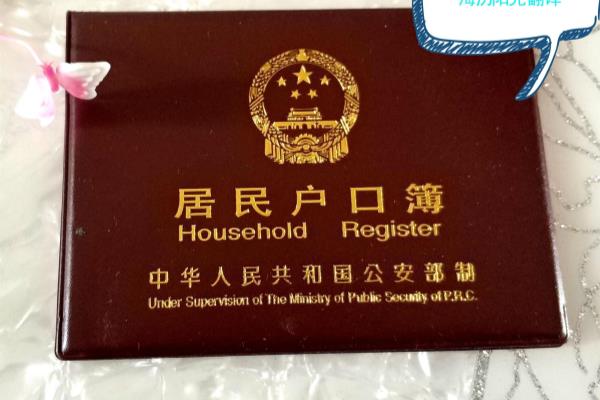 居民户口簿
Household Register
中华人民共和国公安部制
Under Supervision of The Ministry of Public Security of P.R.C.